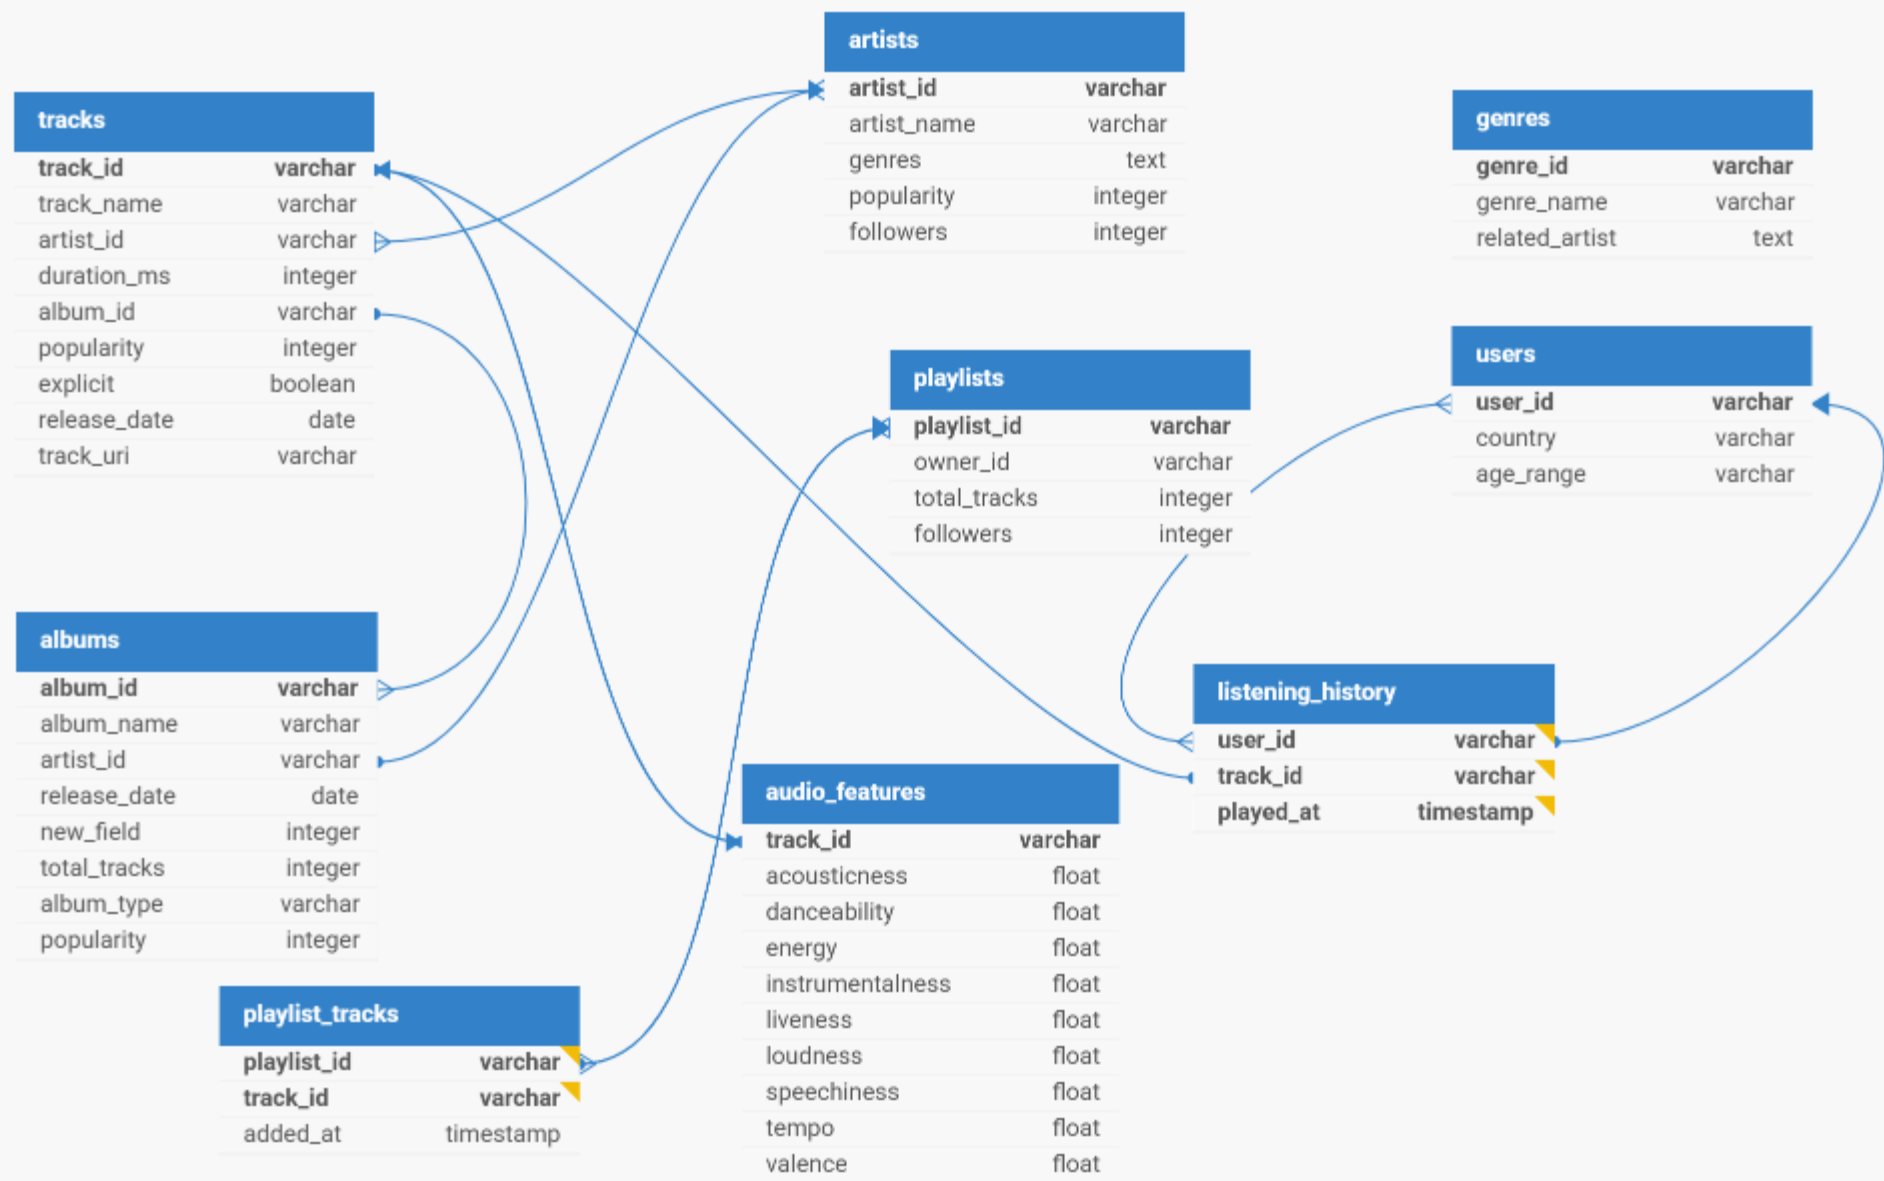 artists
artist_id varchar
artist_name varchar
genres text
popularity integer
followers integer
tracks
track_id varchar
track_name varchar
artist_id varchar
duration_ms integer
album_id varchar
popularity integer
explicit boolean
release_date date
track_uri varchar
genres
genre_id varchar
genre_name varchar
related_artist text
playlists
playlist_id varchar
owner_id varchar
total_tracks integer
followers integer
users
user_id varchar
country varchar
age_range varchar
albums
album_id varchar
album_name varchar
artist_id varchar
release_date date
new_field integer
total_tracks integer
album_type varchar
popularity integer
listening_history
user_id varchar
track_id varchar
played_at timestamp
audio_features
track_id varchar
acousticness float
danceability float
energy float
instrumentalness float
liveness float
loudness float
speechiness float
tempo float
valence float
playlist_tracks
playlist_id varchar
track_id varchar
added_at timestamp